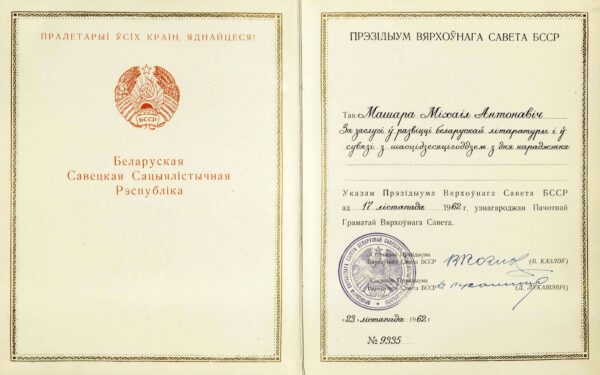 ПРАЛЕТАРЫІ ЎСІХ КРАІН, ЯДНАЙЦЕСЯ!
БССР
Беларуская
Савецкая Сацыялістычная
Рэспубліка
ПРЭЗІДЫУМ ВЯРХОЎНАГА САВЕТА БССР
Тав. Машара Міхаіл Антонавіч
За заслугі ў развіцці беларускай літаратуры і ў
сувязі з шасцідзесяцігоддзем з дня нараджэння
Указам Прэзідыума Вярхоўнага Савета БССР
ад 17 лістапада 1962 г. узнагароджан Пачотнай
Граматай Вярхоўнага Савета.
Старшыня Прэзідыума
Вярхоўнага Савета БССР (В. КАЗЛОЎ)
Сакратар Прэзідыума
Вярхоўнага Савета БССР (Л. ЛУКАШЭВІЧ)
«23» лістапада 1962 г.
№ 9335